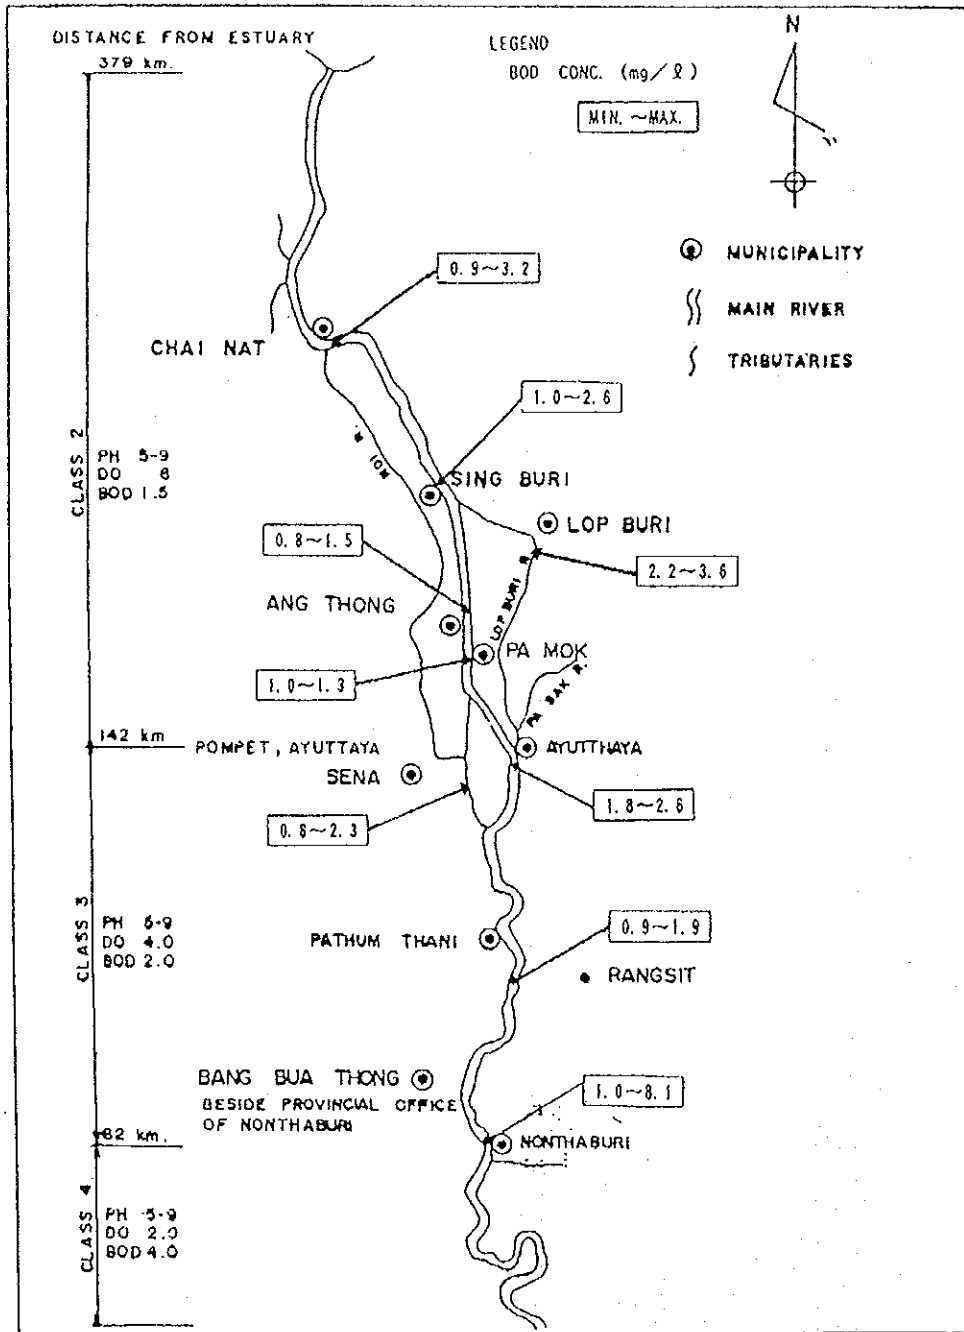 DISTANCE FROM ESTUARY
379 km.
LEGEND
BOD CONC. (mg/ℓ)
MIN. ~MAX.
N
MUNICIPALITY
MAIN RIVER
TRIBUTARIES
0.9~3.2
CHAI NAT
1.0~2.6
NOI R.
SING BURI
LOP BURI
0.8~1.5
2.2~3.6
LOP BURI R.
ANG THONG
PA MOK
1.0~1.3
PA SAK R.
CLASS 2
PH 5-9
DO 6
BOD 1.5
142 km
POMPET, AYUTTAYA
AYUTTHAYA
SENA
1.8~2.6
0.8~2.3
CLASS 3
PH 5-9
DO 4.0
BOD 2.0
PATHUM THANI
0.9~1.9
RANGSIT
BANG BUA THONG
BESIDE PROVINCIAL OFFICE
OF NONTHABURI
1.0~8.1
62 km.
NONTHABURI
CLASS 4
PH 5-9
DO 2.0
BOD 4.0